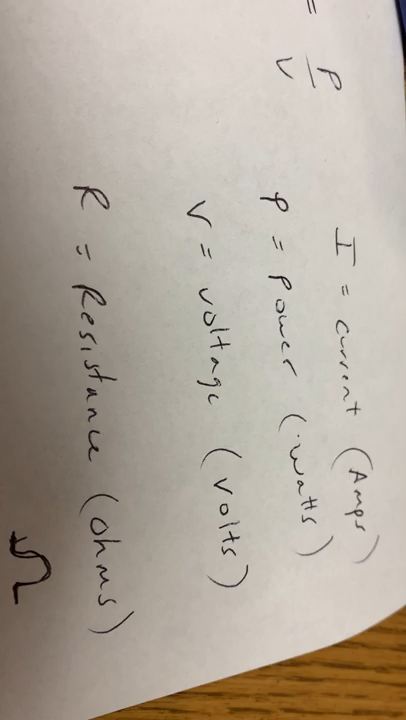 = P/V
I = current (Amps)
P = Power (watts)
V = voltage (volts)
R = Resistance (ohms)
Ω